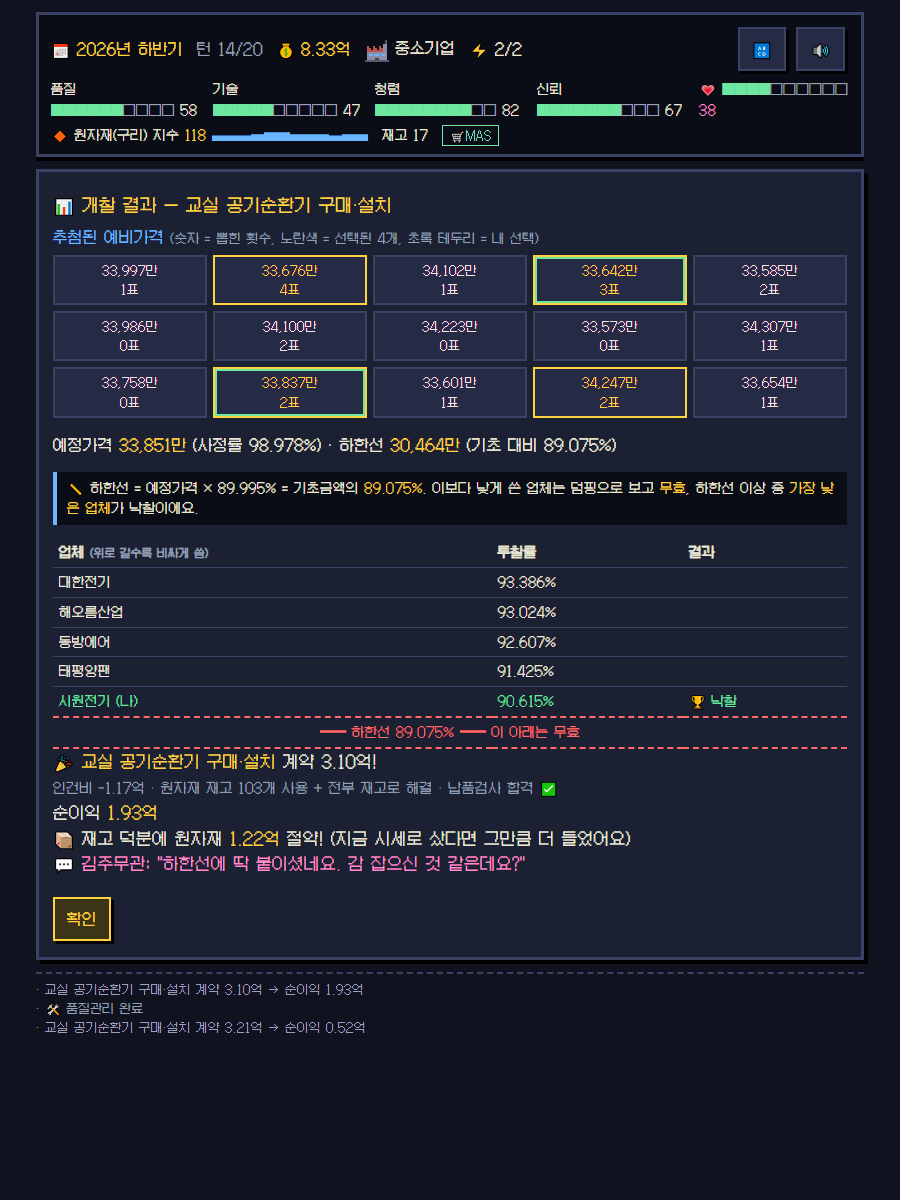 2026년 하반기 턴 14/20 8.33억 중소기업 2/2
품질 기술 청렴 신뢰
58 47 82 67 38
원자재(구리) 지수 118 재고 17 MAS
개찰 결과 — 교실 공기순환기 구매·설치
추첨된 예비가격 (숫자 = 뽑힌 횟수, 노란색 = 선택된 4개, 초록 테두리 = 내 선택)
33,997만 33,676만 34,102만 33,642만 33,585만
1표 4표 1표 3표 2표
33,986만 34,100만 34,223만 33,573만 34,307만
0표 2표 0표 0표 1표
33,758만 33,837만 33,601만 34,247만 33,654만
0표 2표 1표 2표 1표
예정가격 33,851만 (사정률 98.978%) · 하한선 30,464만 (기초 대비 89.075%)
하한선 = 예정가격 × 89.995% = 기초금액의 89.075%. 이보다 낮게 쓴 업체는 덤핑으로 보고 무효, 하한선 이상 중 가장 낮
은 업체가 낙찰이에요.
업체 (위로 갈수록 비싸게 씀) 투찰률 결과
대한전기 93.386%
해오름산업 93.024%
동방에어 92.607%
태평양팬 91.425%
시원전기 (나) 90.615% 낙찰
━━ 하한선 89.075% ━━ 이 아래는 무효
교실 공기순환기 구매·설치 계약 3.10억!
인건비 -1.17억 · 원자재 재고 103개 사용 + 전부 재고로 해결 · 납품검사 합격 ✅
순이익 1.93억
재고 덕분에 원자재 1.22억 절약! (지금 시세로 샀다면 그만큼 더 들었어요)
김주무관: "하한선에 딱 붙이셨네요. 감 잡으신 것 같은데요?"
확인
· 교실 공기순환기 구매·설치 계약 3.10억 → 순이익 1.93억
· 품질관리 완료
· 교실 공기순환기 구매·설치 계약 3.21억 → 순이익 0.52억